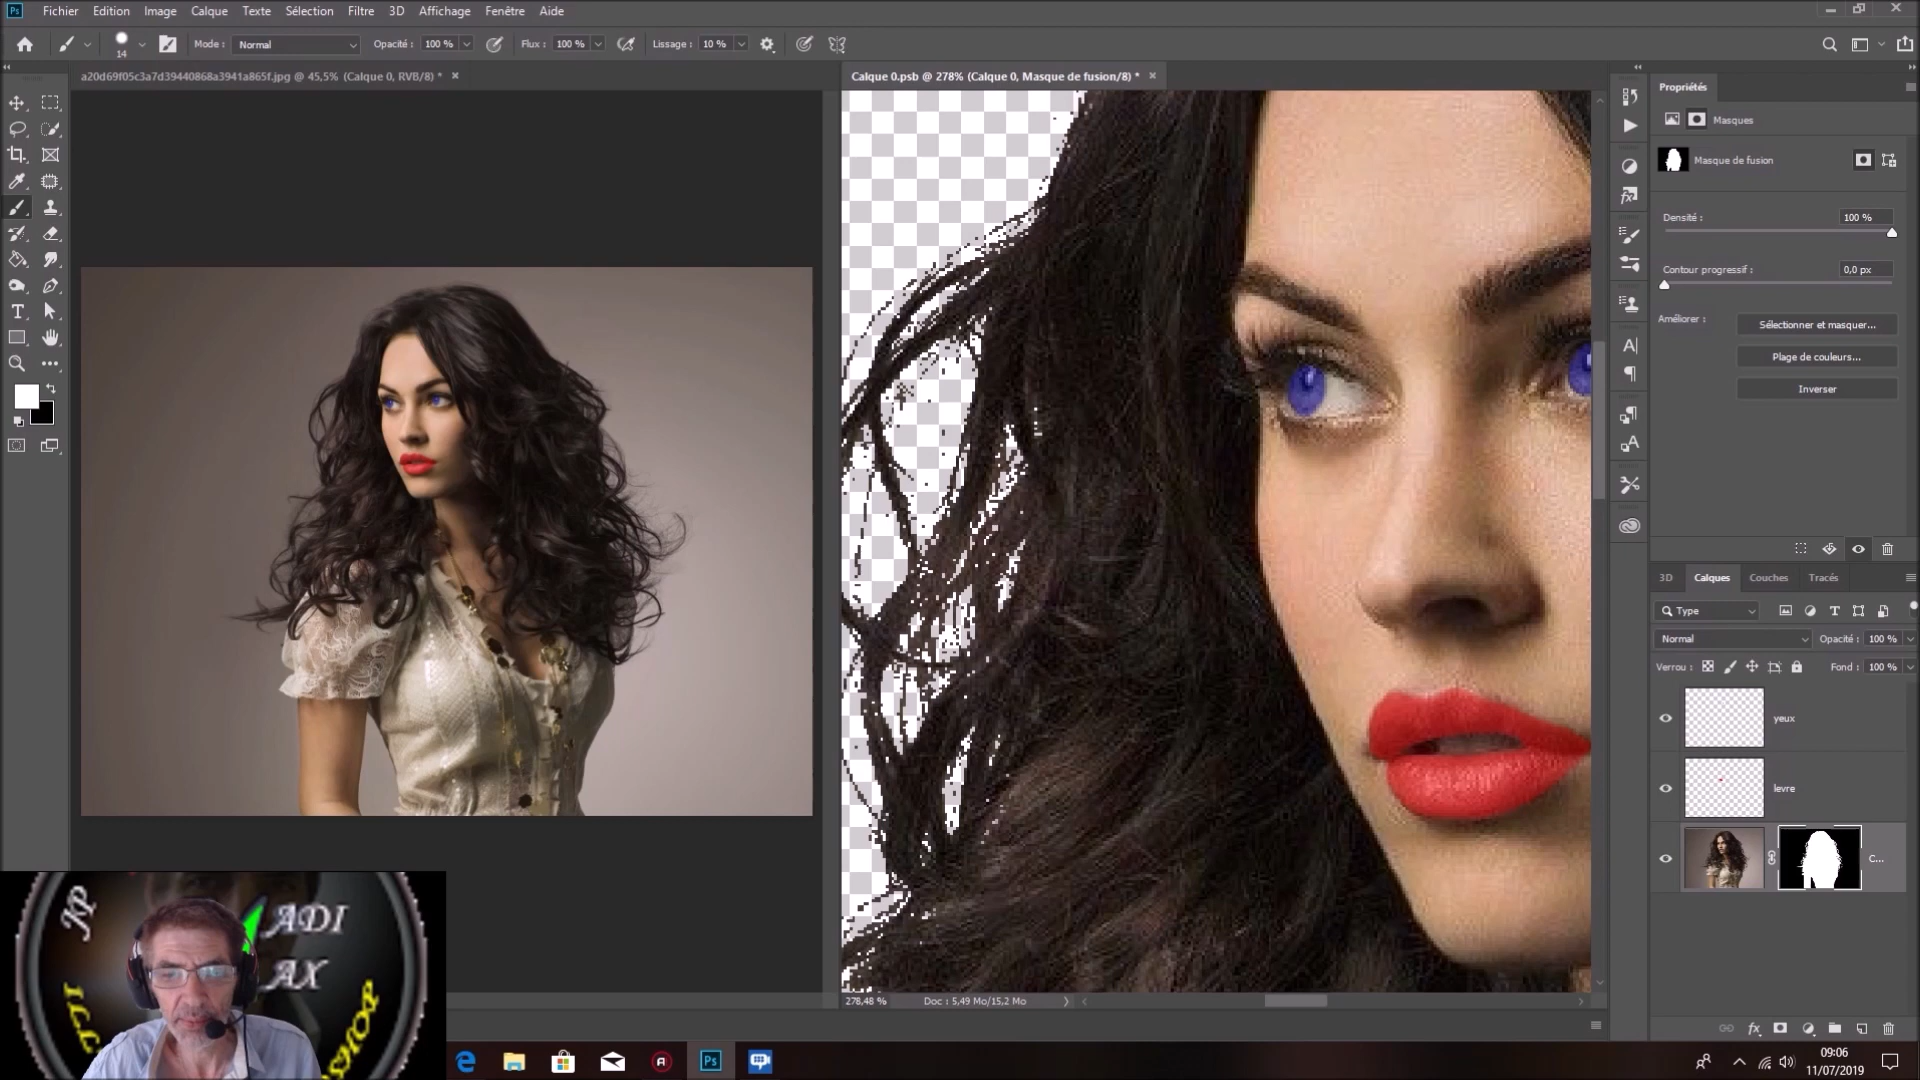 Fichier Edition Image Calque Texte Sélection Filtre 3D Affichage Fenêtre Aide
14 Mode : Normal Opacité : 100 % Flux : 100 % Lissage : 10 %
a20d69f05c3a7d39440868a3941a865f.jpg @ 45,5% (Calque 0, RVB/8) *
Calque 0.psb @ 278% (Calque 0, Masque de fusion/8) *
Propriétés
Masques
Masque de fusion
Densité : 100 %
Contour progressif : 0,0 px
Améliorer : Sélectionner et masquer...
Plage de couleurs...
Inverser
3D Calques Couches Tracés
Type
Normal Opacité : 100 %
Verrou : Fond : 100 %
yeux
levre
C...
278,48 % Doc : 5,49 Mo/15,2 Mo
ADI
AX
09:06
11/07/2019